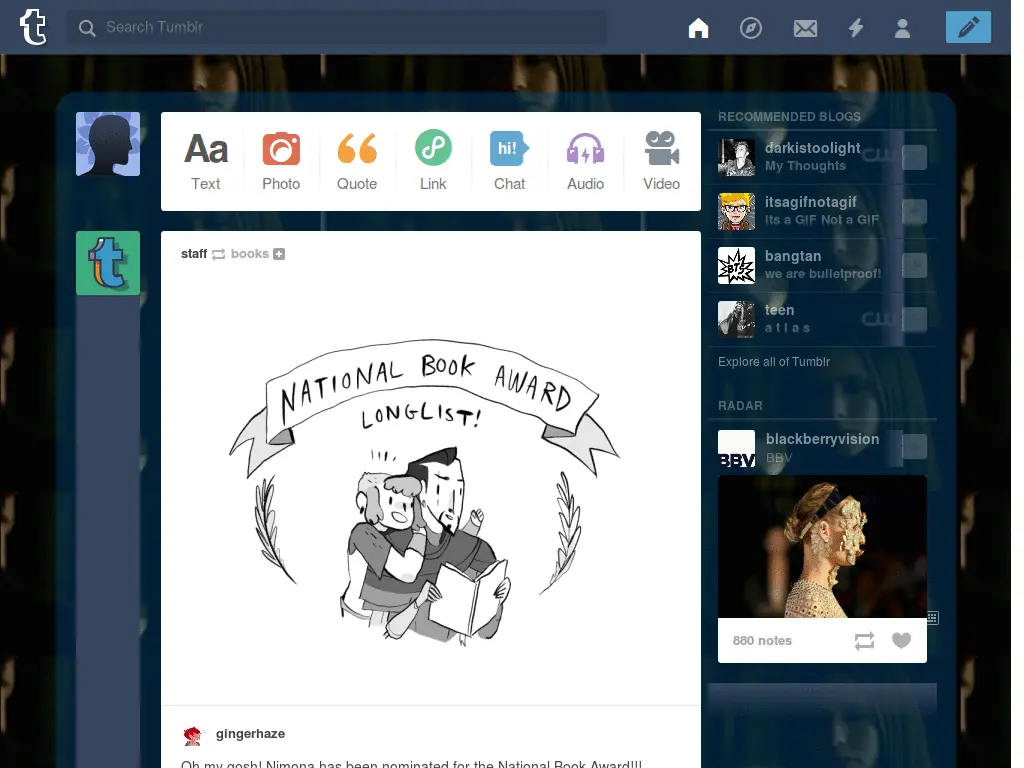 Search Tumblr
Aa
Text
Photo
Quote
Link
hi!
Chat
Audio
Video
staff books
NATIONAL BOOK AWARD
LONGLIST!
gingerhaze
Oh my gosh! Nimona has been nominated for the National Book Award!!!
RECOMMENDED BLOGS
darkistoolight
My Thoughts
itsagifnotagif
Its a GIF Not a GIF
BTS
bangtan
we are bulletproof!
teen
a t l a s
Explore all of Tumblr
RADAR
BBV
blackberryvision
BBV
880 notes